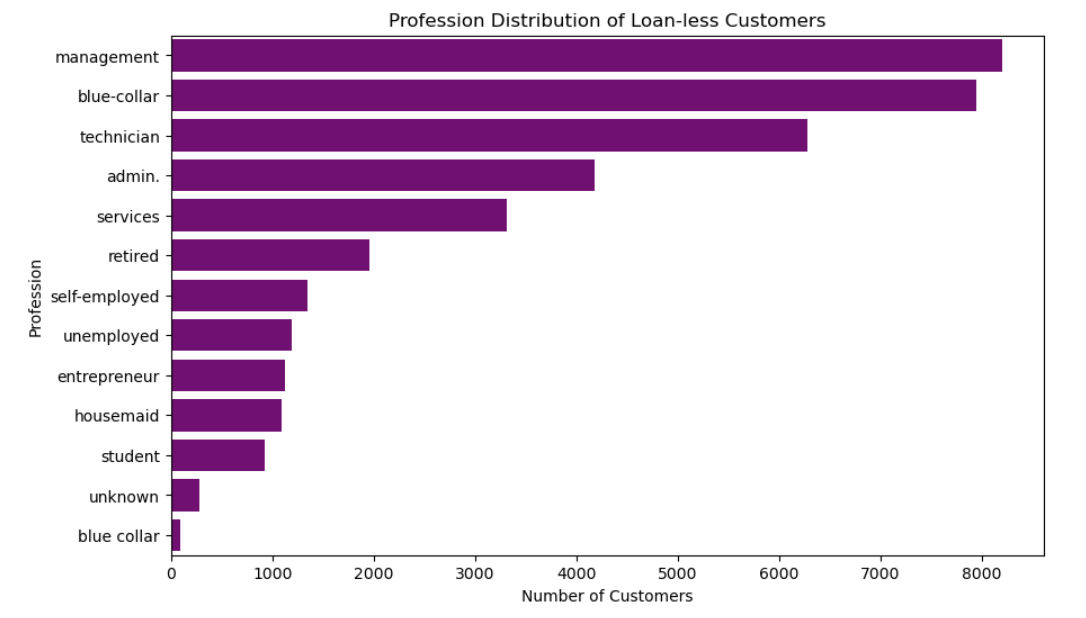 Profession Distribution of Loan-less Customers
management
blue-collar
technician
admin.
services
retired
self-employed
unemployed
entrepreneur
housemaid
student
unknown
blue collar
Profession
0 1000 2000 3000 4000 5000 6000 7000 8000
Number of Customers